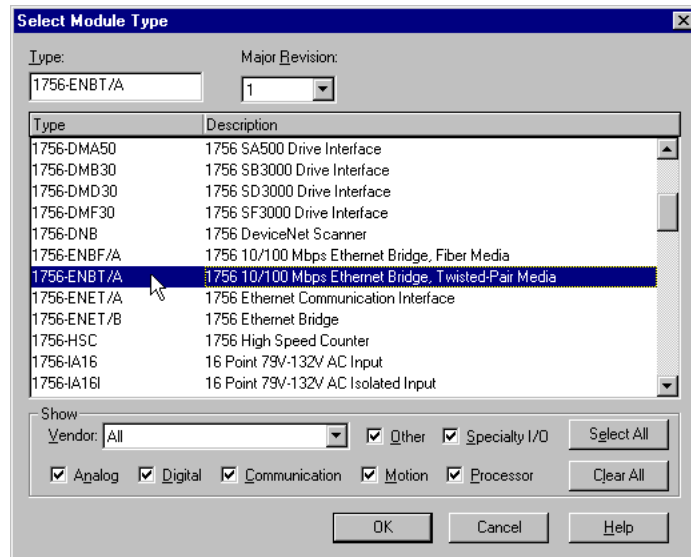 Select Module Type
Type: Major Revision:
1756-ENBT/A 1
Type Description
1756-DMA50 1756 SA500 Drive Interface
1756-DMB30 1756 SB3000 Drive Interface
1756-DMD30 1756 SD3000 Drive Interface
1756-DMF30 1756 SF3000 Drive Interface
1756-DNB 1756 DeviceNet Scanner
1756-ENBF/A 1756 10/100 Mbps Ethernet Bridge, Fiber Media
1756-ENBT/A 1756 10/100 Mbps Ethernet Bridge, Twisted-Pair Media
1756-ENET/A 1756 Ethernet Communication Interface
1756-ENET/B 1756 Ethernet Bridge
1756-HSC 1756 High Speed Counter
1756-IA16 16 Point 79V-132V AC Input
1756-IA16I 16 Point 79V-132V AC Isolated Input
Show
Vendor: All Other Specialty I/O Select All
Analog Digital Communication Motion Processor Clear All
OK Cancel Help